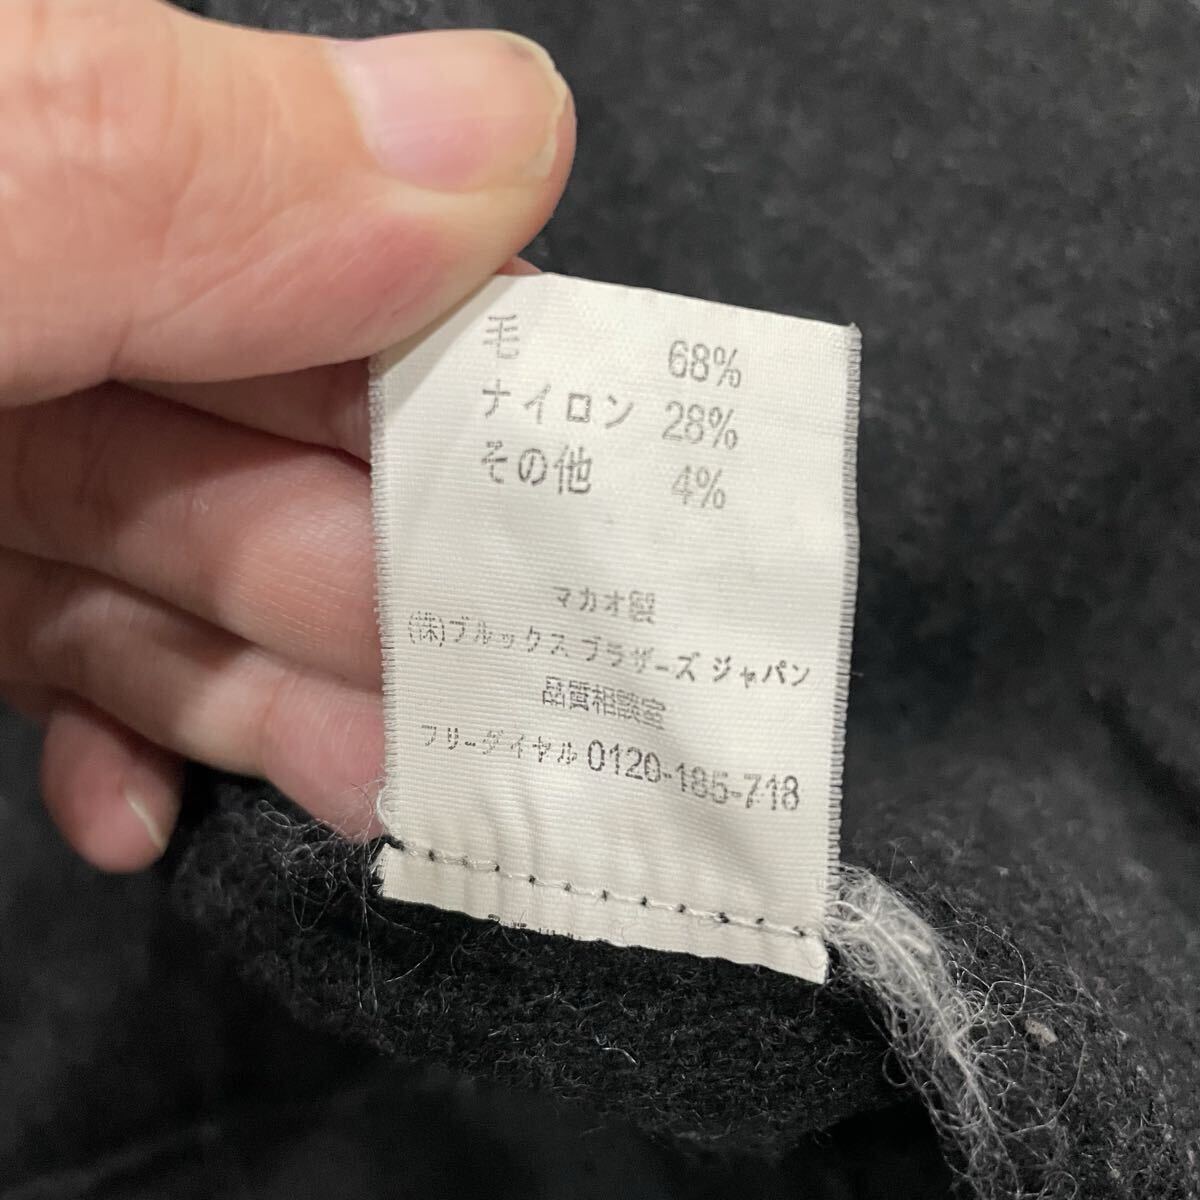 毛 68%
ナイロン 28%
その他 4%
マカオ製
(株)ブルックス ブラザーズ ジャパン
品質相談室
フリーダイヤル 0120-185-718